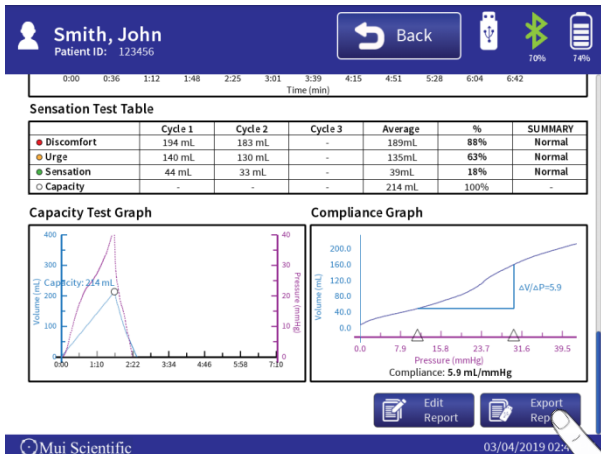 Smith, John
Patient ID: 123456
Back
70%
74%
0:00 0:36 1:12 1:48 2:25 3:01 3:39 4:15 4:51 5:28 6:04 6:42
Time (min)
Sensation Test Table
Cycle 1 Cycle 2 Cycle 3 Average % SUMMARY
Discomfort 194 mL 183 mL - 189mL 88% Normal
Urge 140 mL 130 mL - 135mL 63% Normal
Sensation 44 mL 33 mL - 39mL 18% Normal
Capacity - - - 214 mL 100% -
Capacity Test Graph
Volume (mL)
400
300
200
100
0
Capacity: 214 mL
40
30
20
10
0
Pressure (mmHg)
0:00 1:10 2:22 3:34 4:46 5:58 7:10
Compliance Graph
Volume (mL)
200.0
160.0
120.0
80.0
40.0
0.0
ΔV/ΔP=5,9
0.0 7.9 15.8 23.7 31.6 39.5
Pressure (mmHg)
Compliance: 5.9 mL/mmHg
Edit
Report
Export
Mui Scientific
03/04/2019